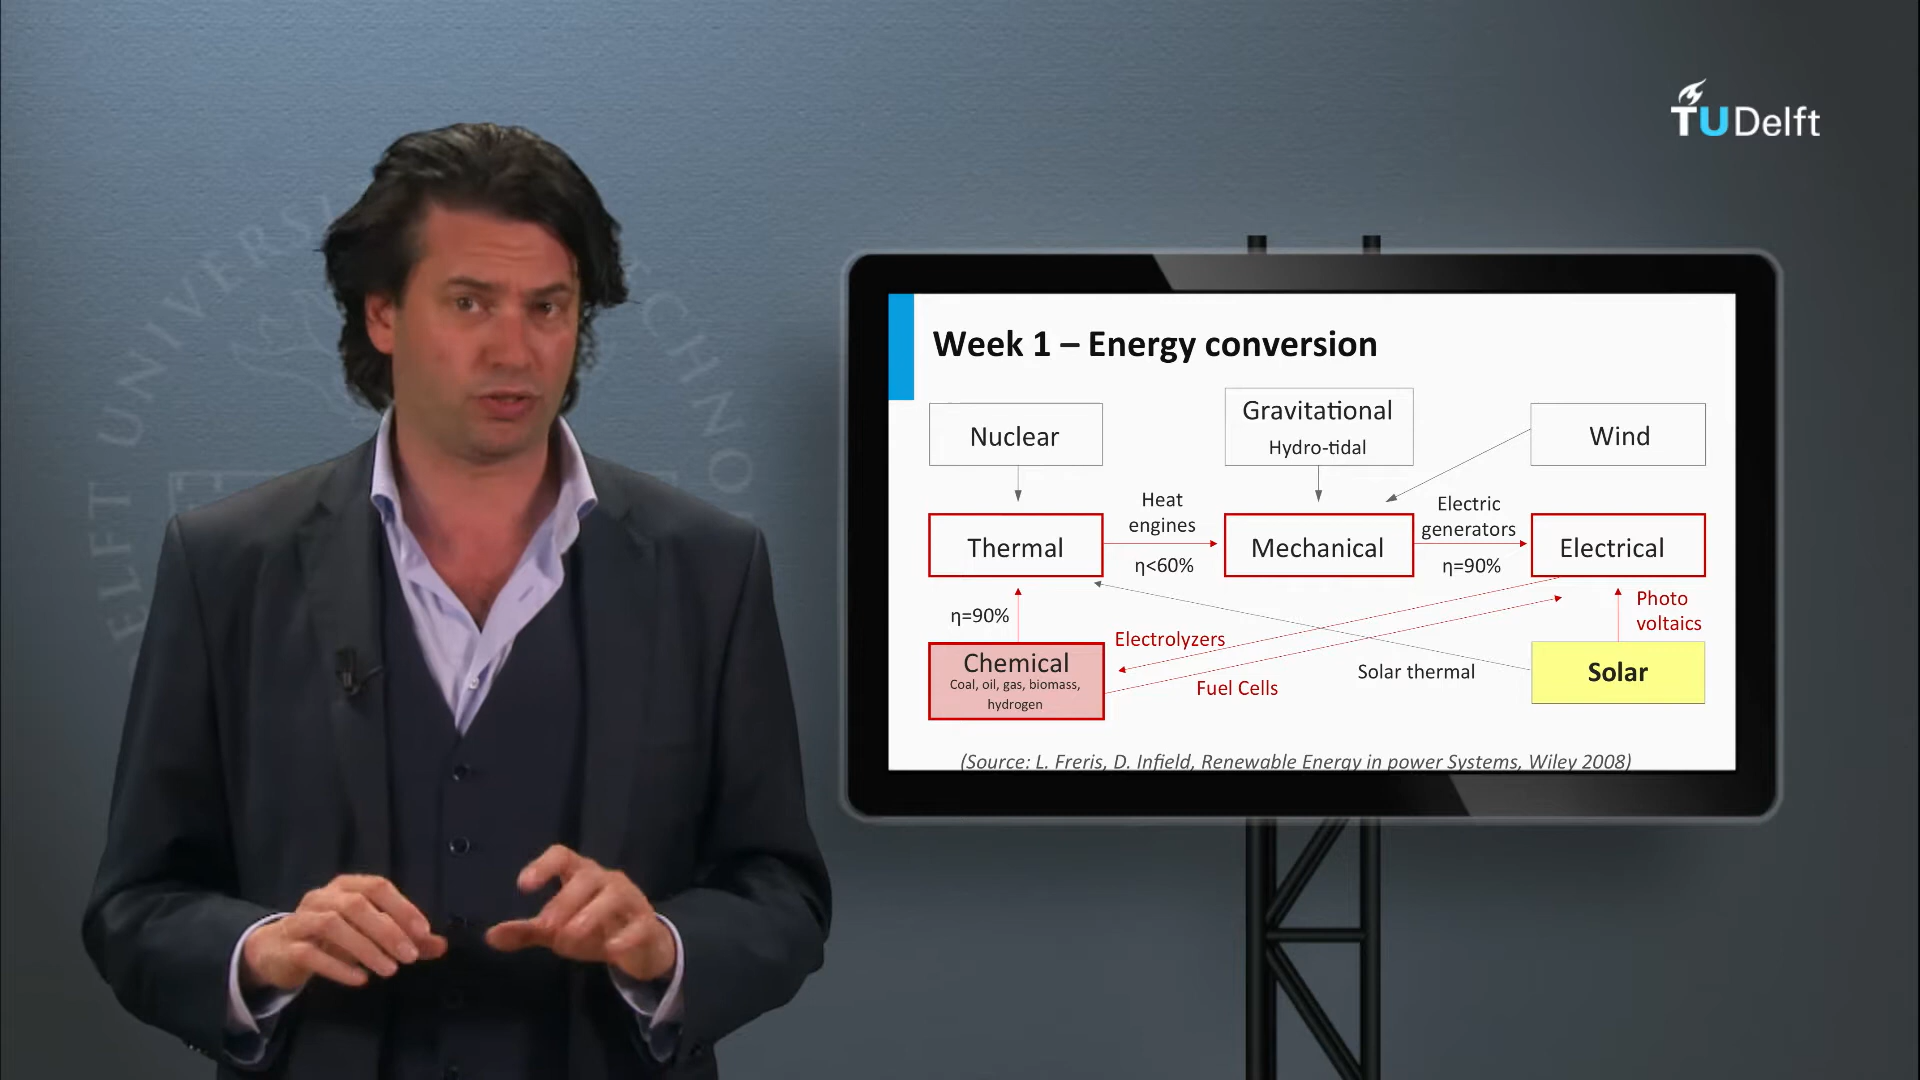 TUDelft
Week 1 – Energy conversion
Nuclear
Gravitational
Hydro-tidal
Wind
Thermal
Heat
engines
η<60%
Mechanical
Electric
generators
η=90%
Electrical
η=90%
Electrolyzers
Photo
voltaics
Chemical
Coal, oil, gas, biomass,
hydrogen
Fuel Cells
Solar thermal
Solar
(Source: L. Freris, D. Infield, Renewable Energy in power Systems, Wiley 2008)